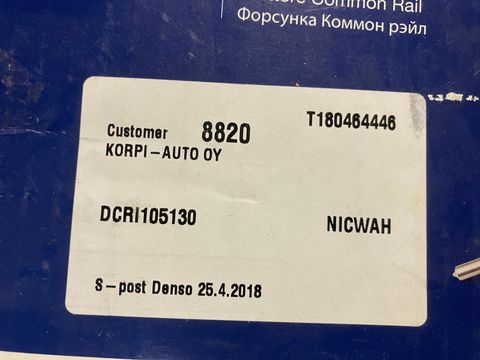 Common Rail
Форсунка Коммон рэйл
Customer 8820 T180464446
KORPI-AUTO OY
DCRI105130 NICWAH
S-post Denso 25.4.2018